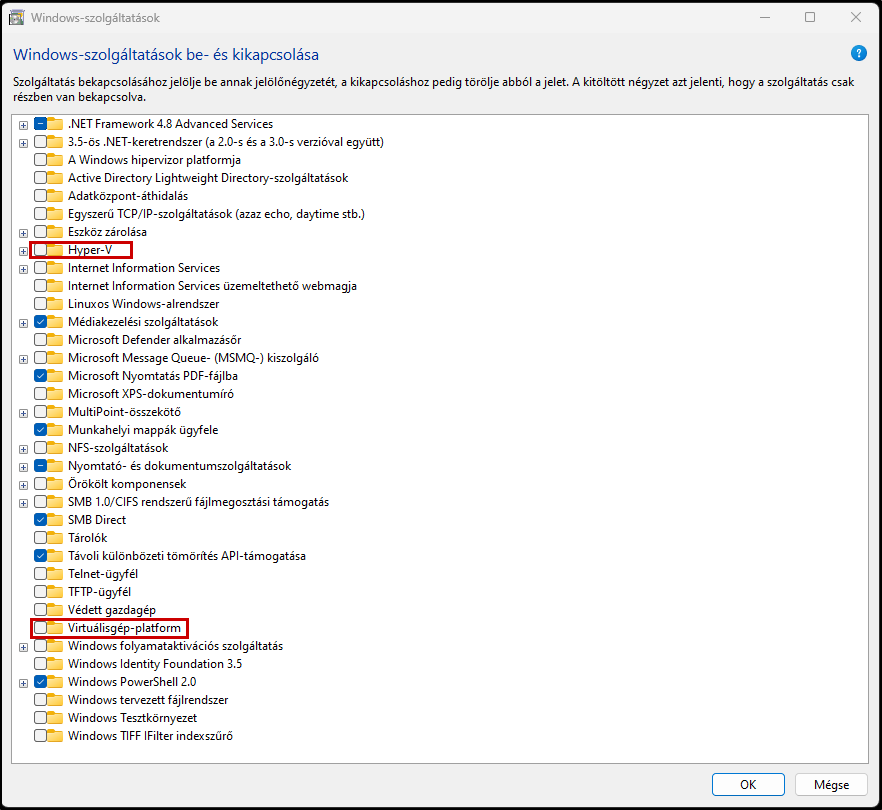 Windows-szolgáltatások
Windows-szolgáltatások be- és kikapcsolása
?
Szolgáltatás bekapcsolásához jelölje be annak jelölőnégyzetét, a kikapcsoláshoz pedig törölje abból a jelet. A kitöltött négyzet azt jelenti, hogy a szolgáltatás csak
részben van bekapcsolva.
.NET Framework 4.8 Advanced Services
3.5-ös .NET-keretrendszer (a 2.0-s és a 3.0-s verzióval együtt)
A Windows hipervizor platformja
Active Directory Lightweight Directory-szolgáltatások
Adatközpont-áthidalás
Egyszerű TCP/IP-szolgáltatások (azaz echo, daytime stb.)
Eszköz zárolása
Hyper-V
Internet Information Services
Internet Information Services üzemeltethető webmagja
Linuxos Windows-alrendszer
Médiakezelési szolgáltatások
Microsoft Defender alkalmazásőr
Microsoft Message Queue- (MSMQ-) kiszolgáló
Microsoft Nyomtatás PDF-fájlba
Microsoft XPS-dokumentumíró
MultiPoint-összekötő
Munkahelyi mappák ügyfele
NFS-szolgáltatások
Nyomtató- és dokumentumszolgáltatások
Örökölt komponensek
SMB 1.0/CIFS rendszerű fájlmegosztási támogatás
SMB Direct
Tárolók
Távoli különbözeti tömörítés API-támogatása
Telnet-ügyfél
TFTP-ügyfél
Védett gazdagép
Virtuálisgép-platform
Windows folyamataktivációs szolgáltatás
Windows Identity Foundation 3.5
Windows PowerShell 2.0
Windows tervezett fájlrendszer
Windows Tesztkörnyezet
Windows TIFF IFilter indexszűrő
OK
Mégse